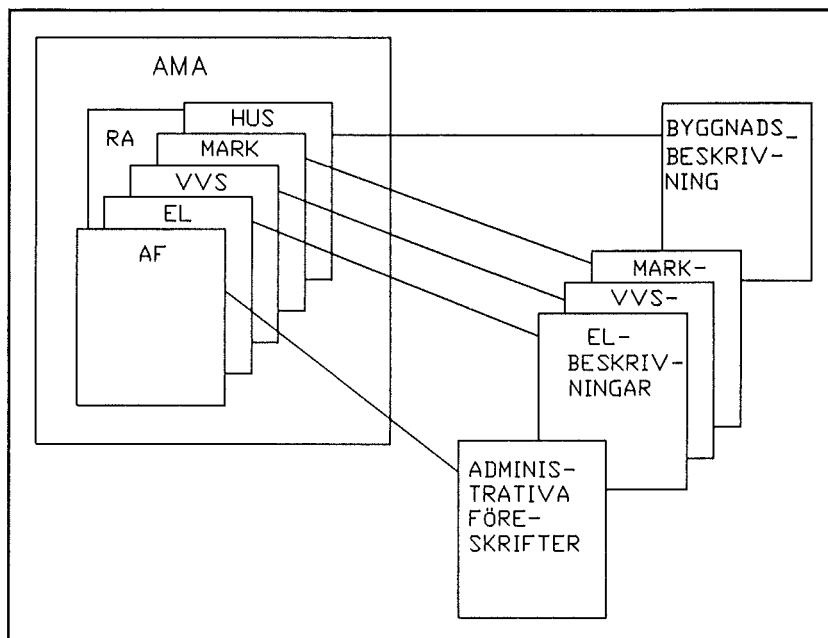 AMA
HUS
RA
MARK
VVS
EL
AF
BYGGNADS_
BESKRIV-
NING
MARK-
VVS-
EL-
BESKRIV-
NINGAR
ADMINIS-
TRATIVA
FÖRE-
SKRIFTER